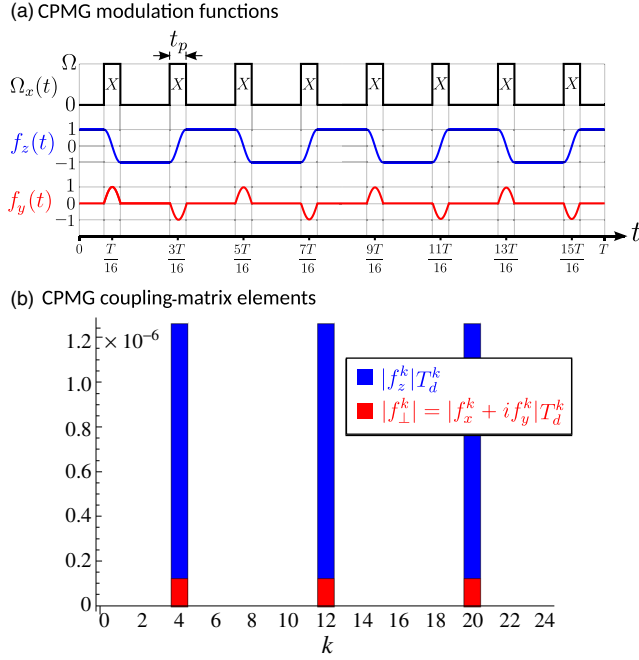 (a) CPMG modulation functions
t_p
Ω
Ω_x(t)
X X X X X X X X
0
1
f_z(t) 0
−1
1
f_y(t) 0
−1
t
0 T/16 3T/16 5T/16 7T/16 9T/16 11T/16 13T/16 15T/16 T
(b) CPMG coupling-matrix elements
1.2 × 10^−6
1.0
0.8
0.6
0.4
0.2
0
|f_z^k|T_d^k
|f_⊥^k| = |f_x^k + i f_y^k|T_d^k
0 2 4 6 8 10 12 14 16 18 20 22 24
k